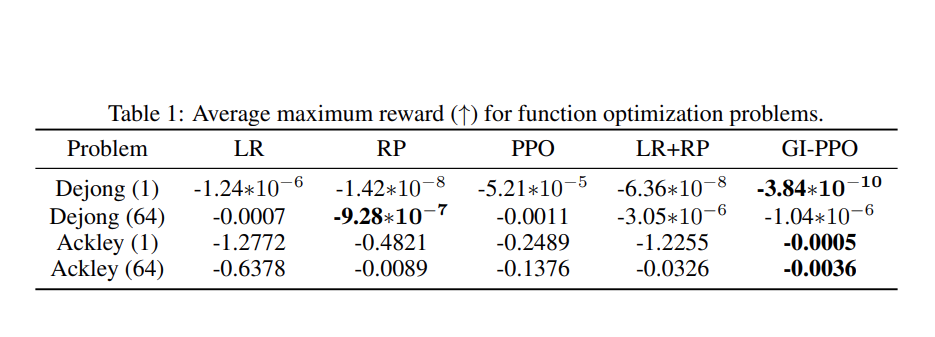 Table 1: Average maximum reward (↑) for function optimization problems.
Problem LR RP PPO LR+RP GI-PPO
Dejong (1) -1.24∗10⁻⁶ -1.42∗10⁻⁸ -5.21∗10⁻⁵ -6.36∗10⁻⁸ -3.84∗10⁻¹⁰
Dejong (64) -0.0007 -9.28∗10⁻⁷ -0.0011 -3.05∗10⁻⁶ -1.04∗10⁻⁶
Ackley (1) -1.2772 -0.4821 -0.2489 -1.2255 -0.0005
Ackley (64) -0.6378 -0.0089 -0.1376 -0.0326 -0.0036